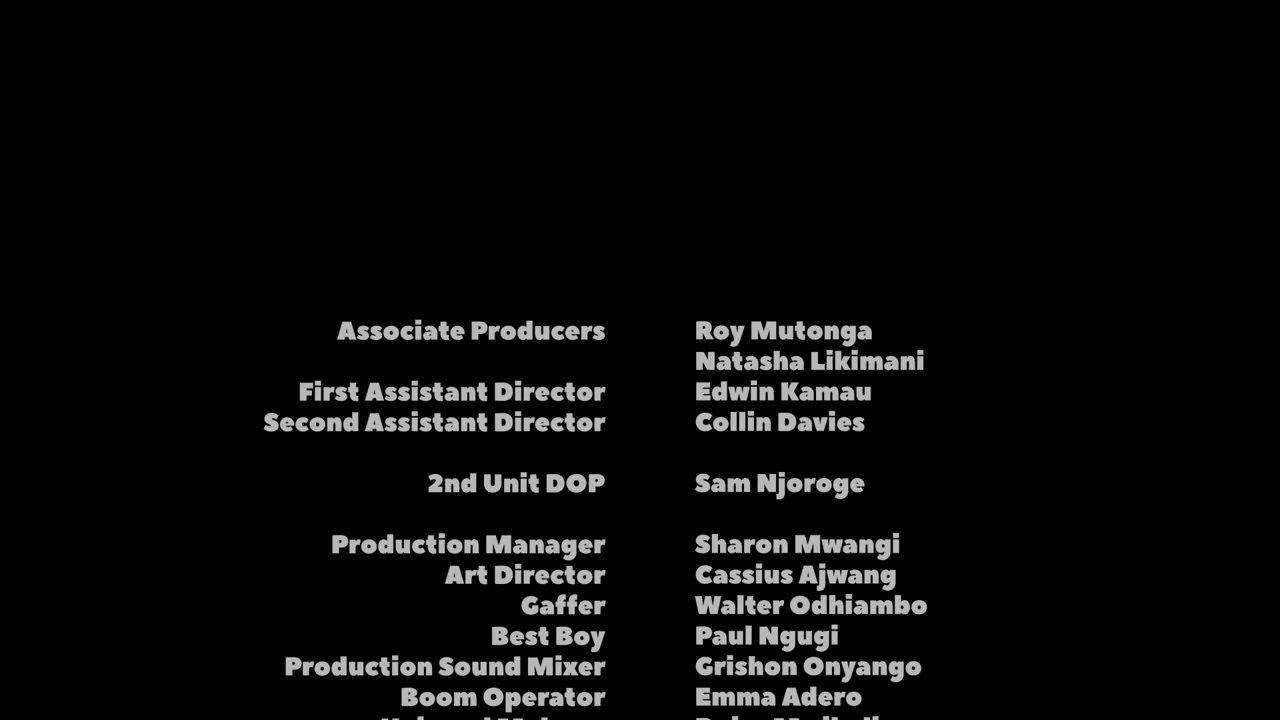 Associate Producers Roy Mutonga
Natasha Likimani
First Assistant Director Edwin Kamau
Second Assistant Director Collin Davies
2nd Unit DOP Sam Njoroge
Production Manager Sharon Mwangi
Art Director Cassius Ajwang
Gaffer Walter Odhiambo
Best Boy Paul Ngugi
Production Sound Mixer Grishon Onyango
Boom Operator Emma Adero